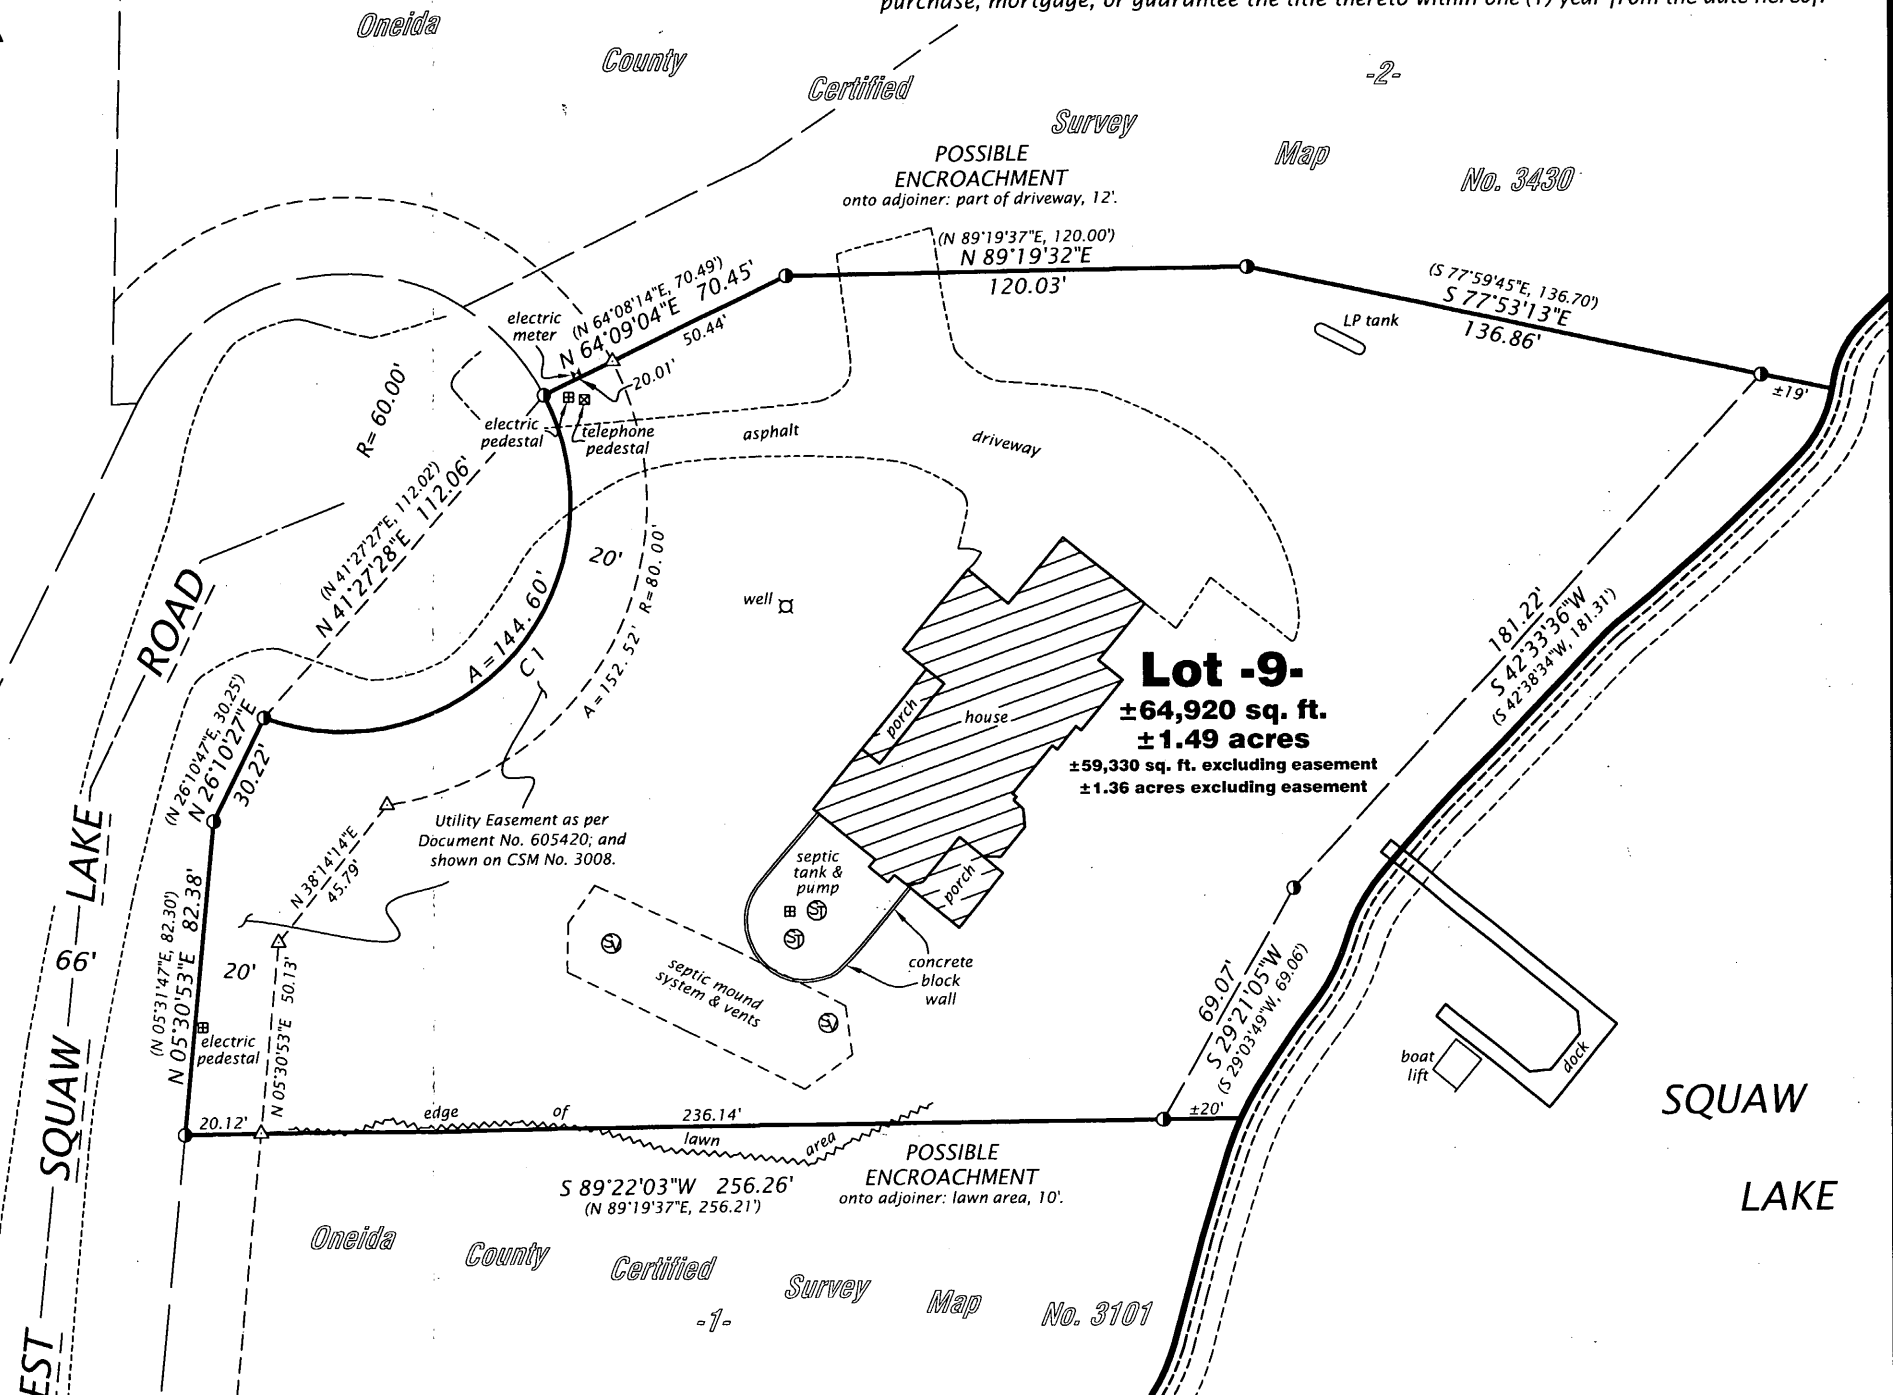 purchase, mortgage, or guarantee the title thereto within one (1) year from the date hereof.
Oneida
County
Certified
Survey
-2-
Map
No. 3430
POSSIBLE
ENCROACHMENT
onto adjoiner: part of driveway, 12'.
(N 89°19'37"E, 120.00')
N 89°19'32"E
120.03'
(S 77°59'45"E, 136.70')
S 77°53'13"E
136.86'
±19'
LP tank
(N 64°08'14"E, 70.49')
N 64°09'04"E 70.45'
50.44'
20.01'
electric
meter
electric
pedestal
telephone
pedestal
asphalt
driveway
R= 60.00'
(N 41°27'27"E, 112.02')
N 41°27'28"E 112.06'
A=144.60'
C1
20'
A=152.52' R=80.00'
well
porch
house
Lot -9-
±64,920 sq. ft.
±1.49 acres
±59,330 sq. ft. excluding easement
±1.36 acres excluding easement
181.22'
S 42°33'36"W
(S 42°38'34"W, 181.31')
ROAD
(N 26°10'47"E, 30.25')
N 26°10'27"E
30.22'
Utility Easement as per
Document No. 605420; and
shown on CSM No. 3008.
N 38°14'14"E
45.79'
septic
tank &
pump
ST
ST
porch
concrete
block
wall
septic mound
system & vents
SV
SV
LAKE
66'
SQUAW
EST
(N 05°31'47"E, 82.30')
N 05°30'53"E 82.38'
20'
electric
pedestal
N 05°30'53"E 50.13'
69.07'
S 29°21'05"W
(S 29°03'49"W, 69.06')
boat
lift
dock
SQUAW
LAKE
20.12'
edge of
236.14'
lawn
area
±20'
S 89°22'03"W 256.26'
(N 89°19'37"E, 256.21')
POSSIBLE
ENCROACHMENT
onto adjoiner: lawn area, 10'.
Oneida
County
Certified
Survey
-1-
Map
No. 3101